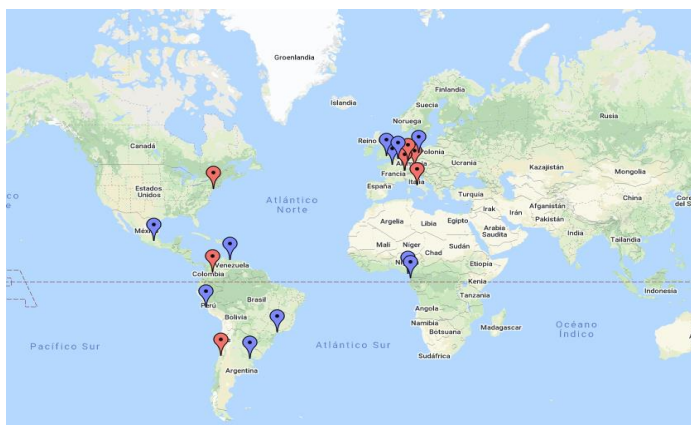 Groenlandia
Islandia
Finlandia
Suecia
Noruega
Rusia
Reino
Polonia
Canadá
Ucrania
Kazajistán
Mongolia
Francia
Estados
Unidos
Italia
España
Turquía
China
Atlántico
Norte
Irak
Irán
Afganistán
Pakistán
Argelia
Libia
Egipto
Arabia
Saudita
India
México
Malí
Níger
Chad
Sudán
Tailandia
Venezuela
Etiopía
Colombia
Kenia
Indonesia
Tanzania
Perú
Brasil
Angola
Bolivia
Namibia
Botsuana
Madagascar
Océano
Índico
Pacífico Sur
Atlántico Sur
Sudáfrica
Argentina